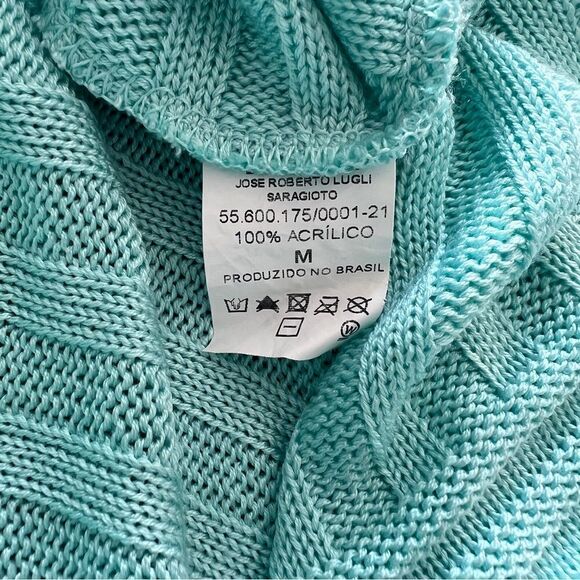 JOSE ROBERTO LUGLI
SARAGIOTO
55.600.175/0001-21
100% ACRÍLICO
M
PRODUZIDO NO BRASIL
W